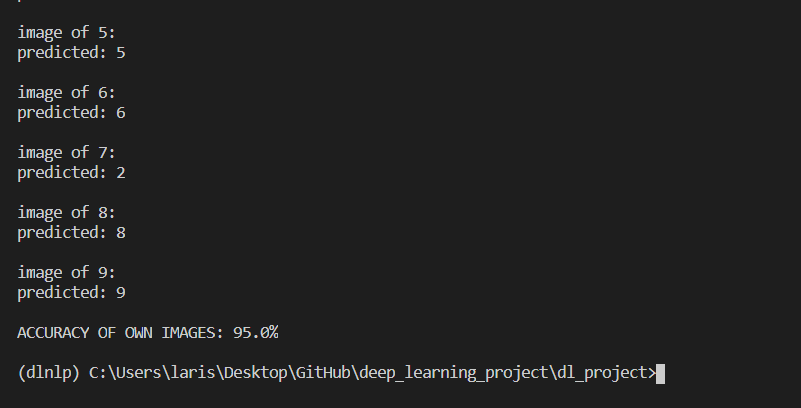 image of 5:
predicted: 5
image of 6:
predicted: 6
image of 7:
predicted: 2
image of 8:
predicted: 8
image of 9:
predicted: 9
ACCURACY OF OWN IMAGES: 95.0%
(dlnlp) C:\Users\laris\Desktop\GitHub\deep_learning_project\dl_project>